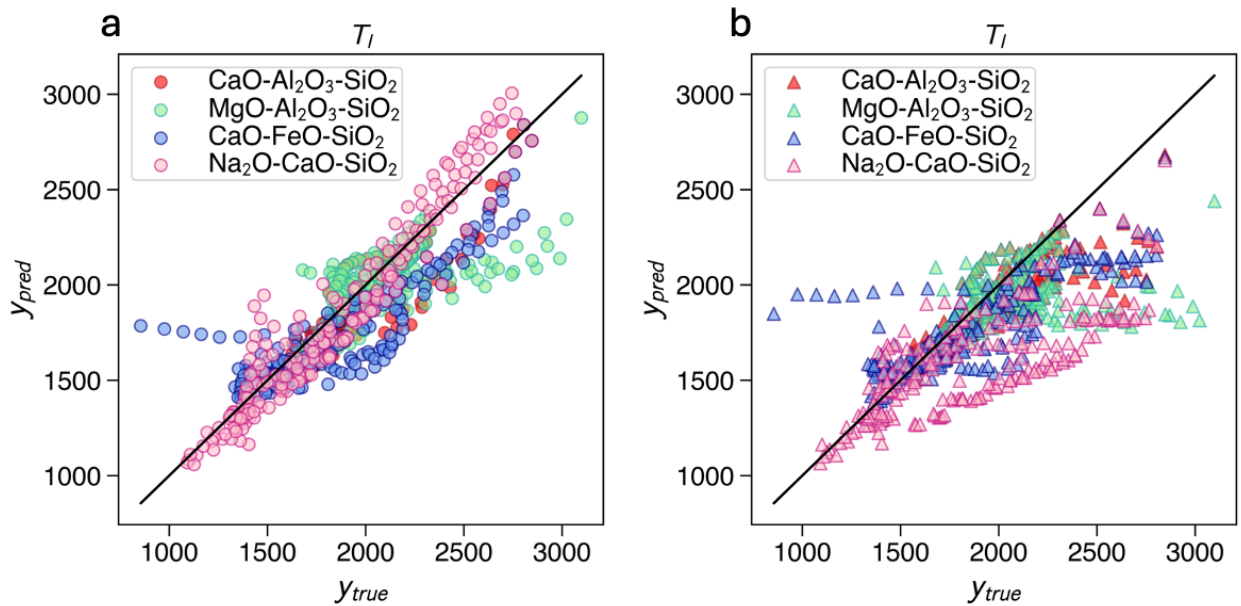 a
T_l
CaO-Al₂O₃-SiO₂
MgO-Al₂O₃-SiO₂
CaO-FeO-SiO₂
Na₂O-CaO-SiO₂
3000
2500
2000
1500
1000
y_pred
1000 1500 2000 2500 3000
y_true
b
T_l
CaO-Al₂O₃-SiO₂
MgO-Al₂O₃-SiO₂
CaO-FeO-SiO₂
Na₂O-CaO-SiO₂
3000
2500
2000
1500
1000
y_pred
1000 1500 2000 2500 3000
y_true